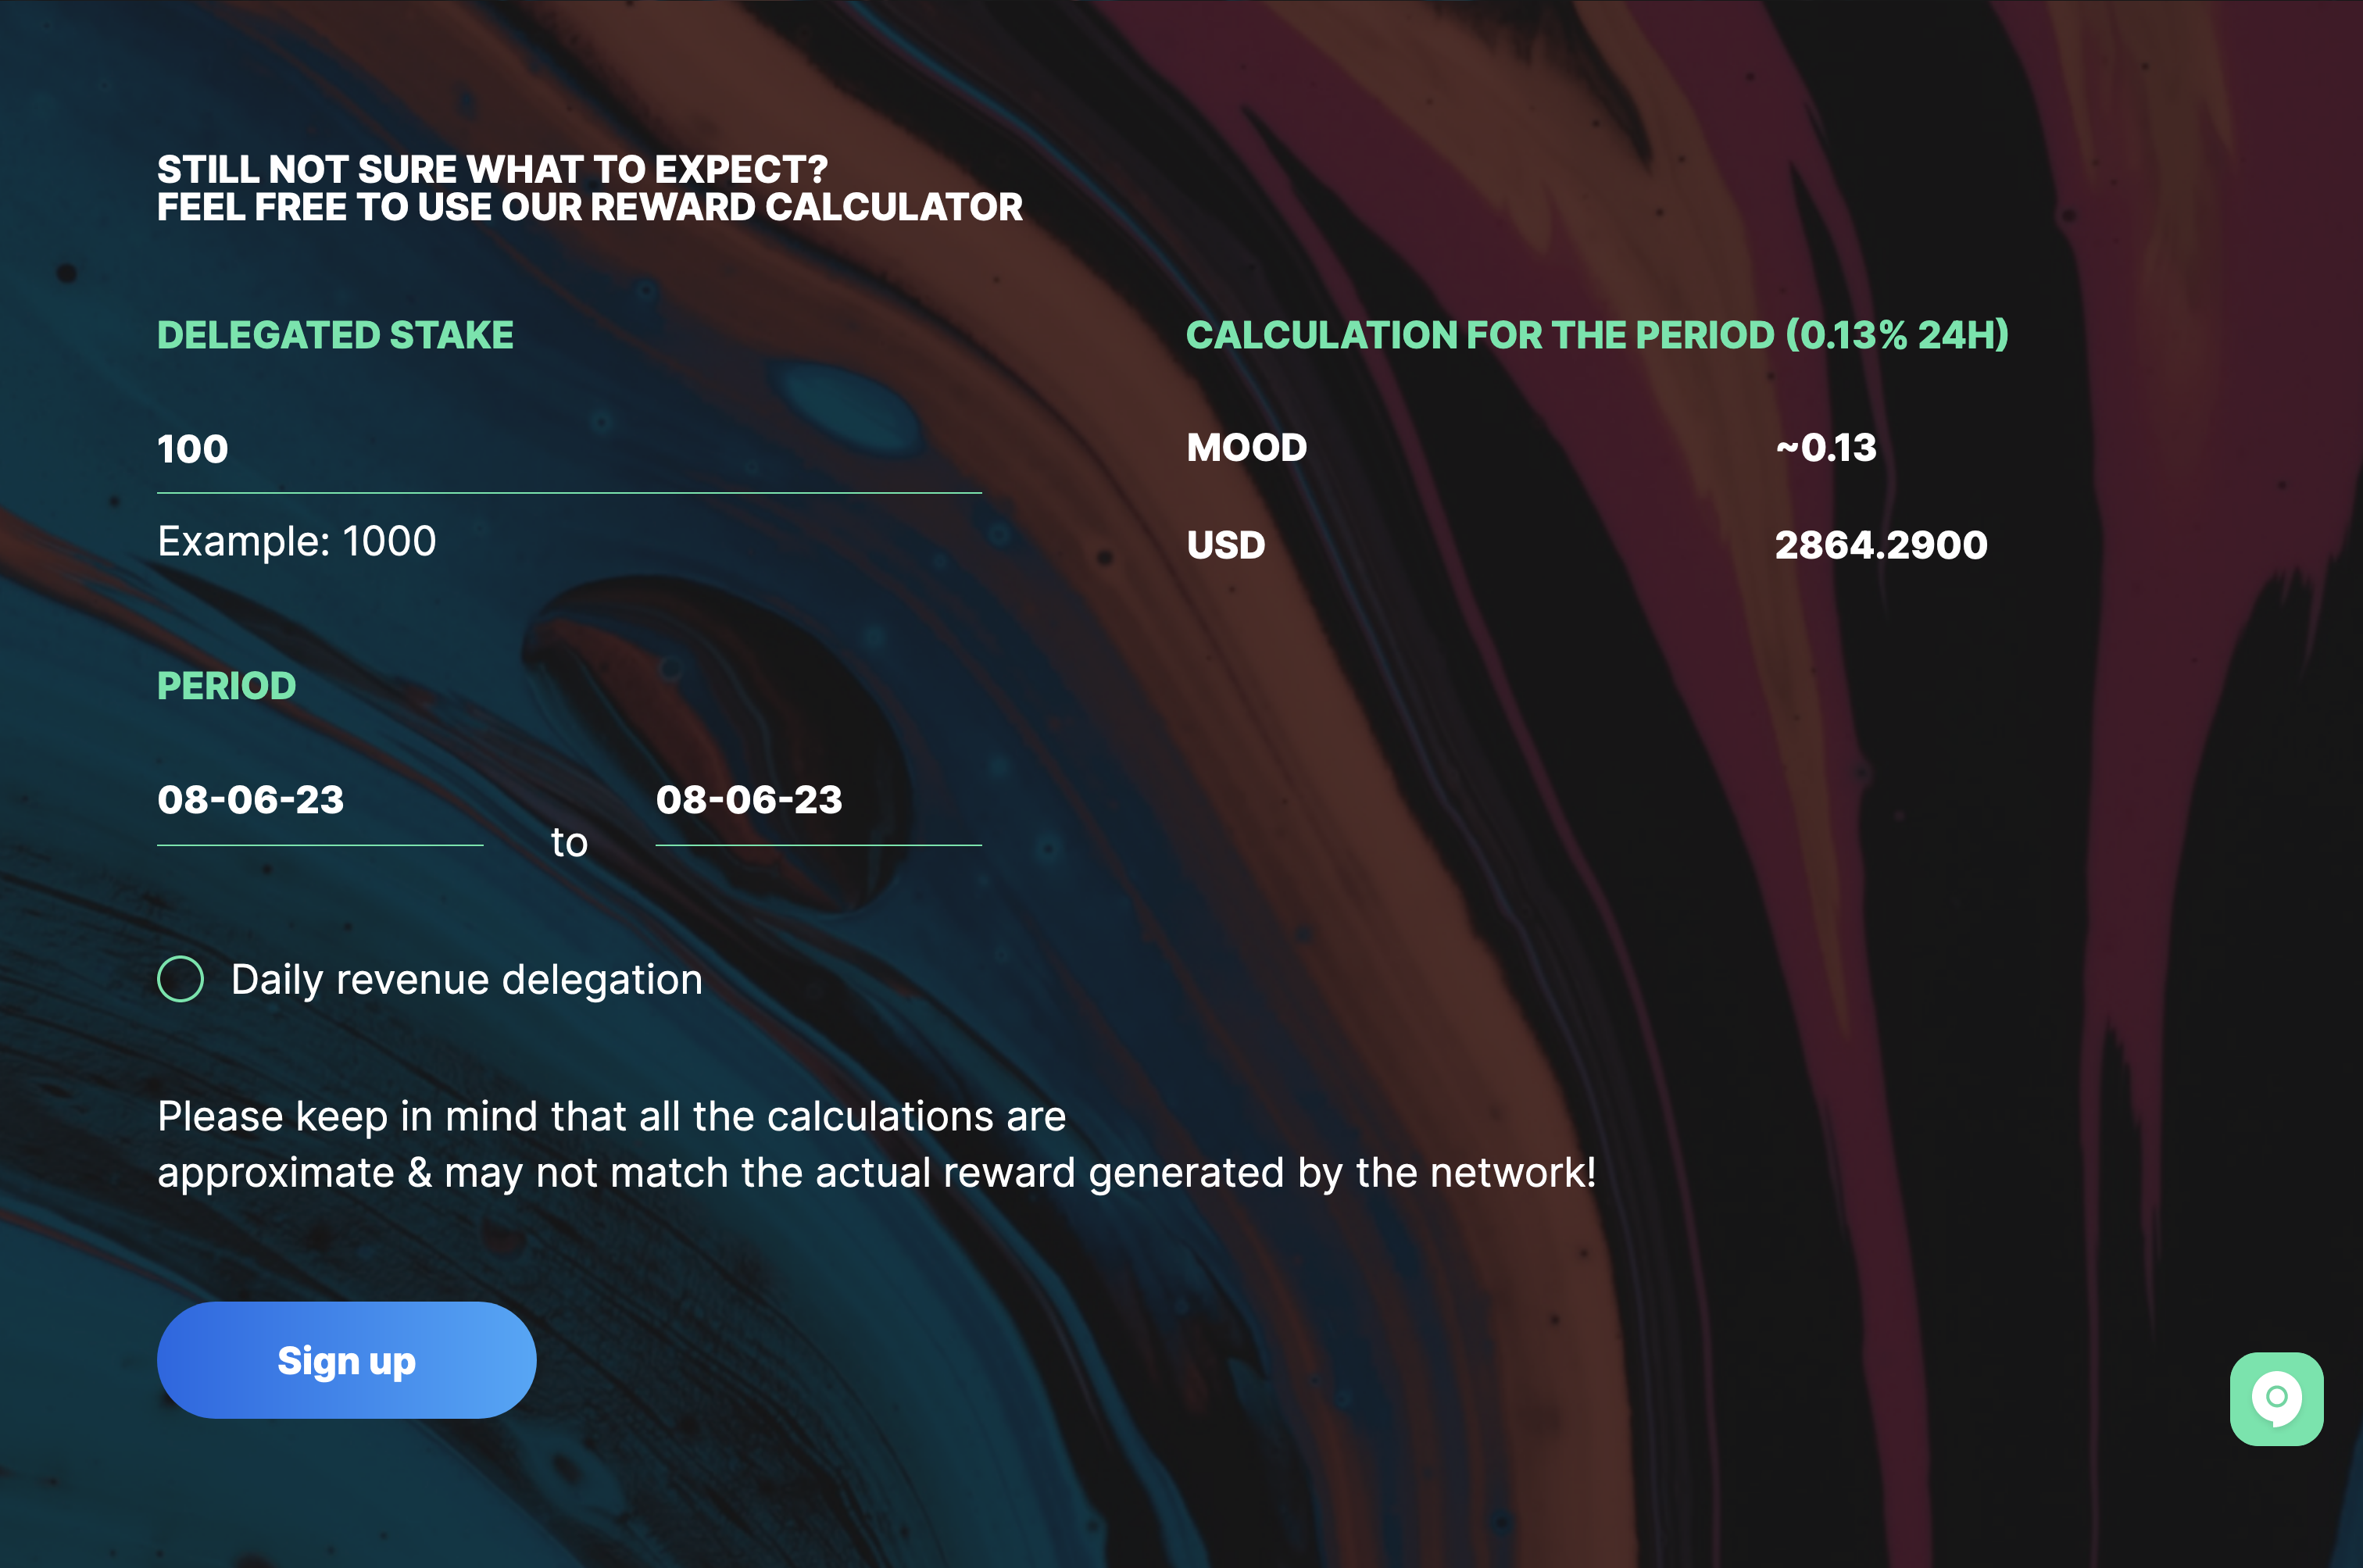 STILL NOT SURE WHAT TO EXPECT?
FEEL FREE TO USE OUR REWARD CALCULATOR
DELEGATED STAKE
100
Example: 1000
PERIOD
08-06-23 to 08-06-23
Daily revenue delegation
CALCULATION FOR THE PERIOD (0.13% 24H)
MOOD ~0.13
USD 2864.2900
Please keep in mind that all the calculations are
approximate & may not match the actual reward generated by the network!
Sign up